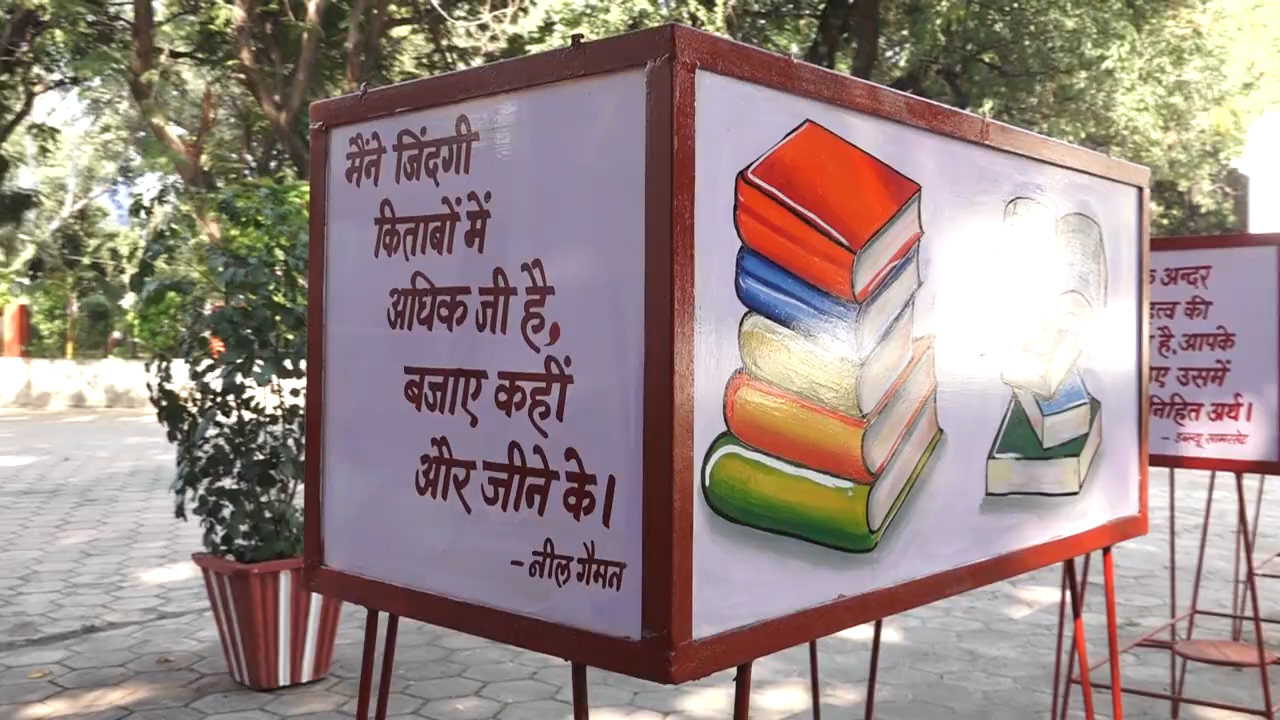 मैंने जिंदगी
किताबों में
अधिक जी है,
बजाए कहीं
और जीने के।
- नील गैमन
अन्दर
की
है, आपके
उसमें
निहित अर्थ।